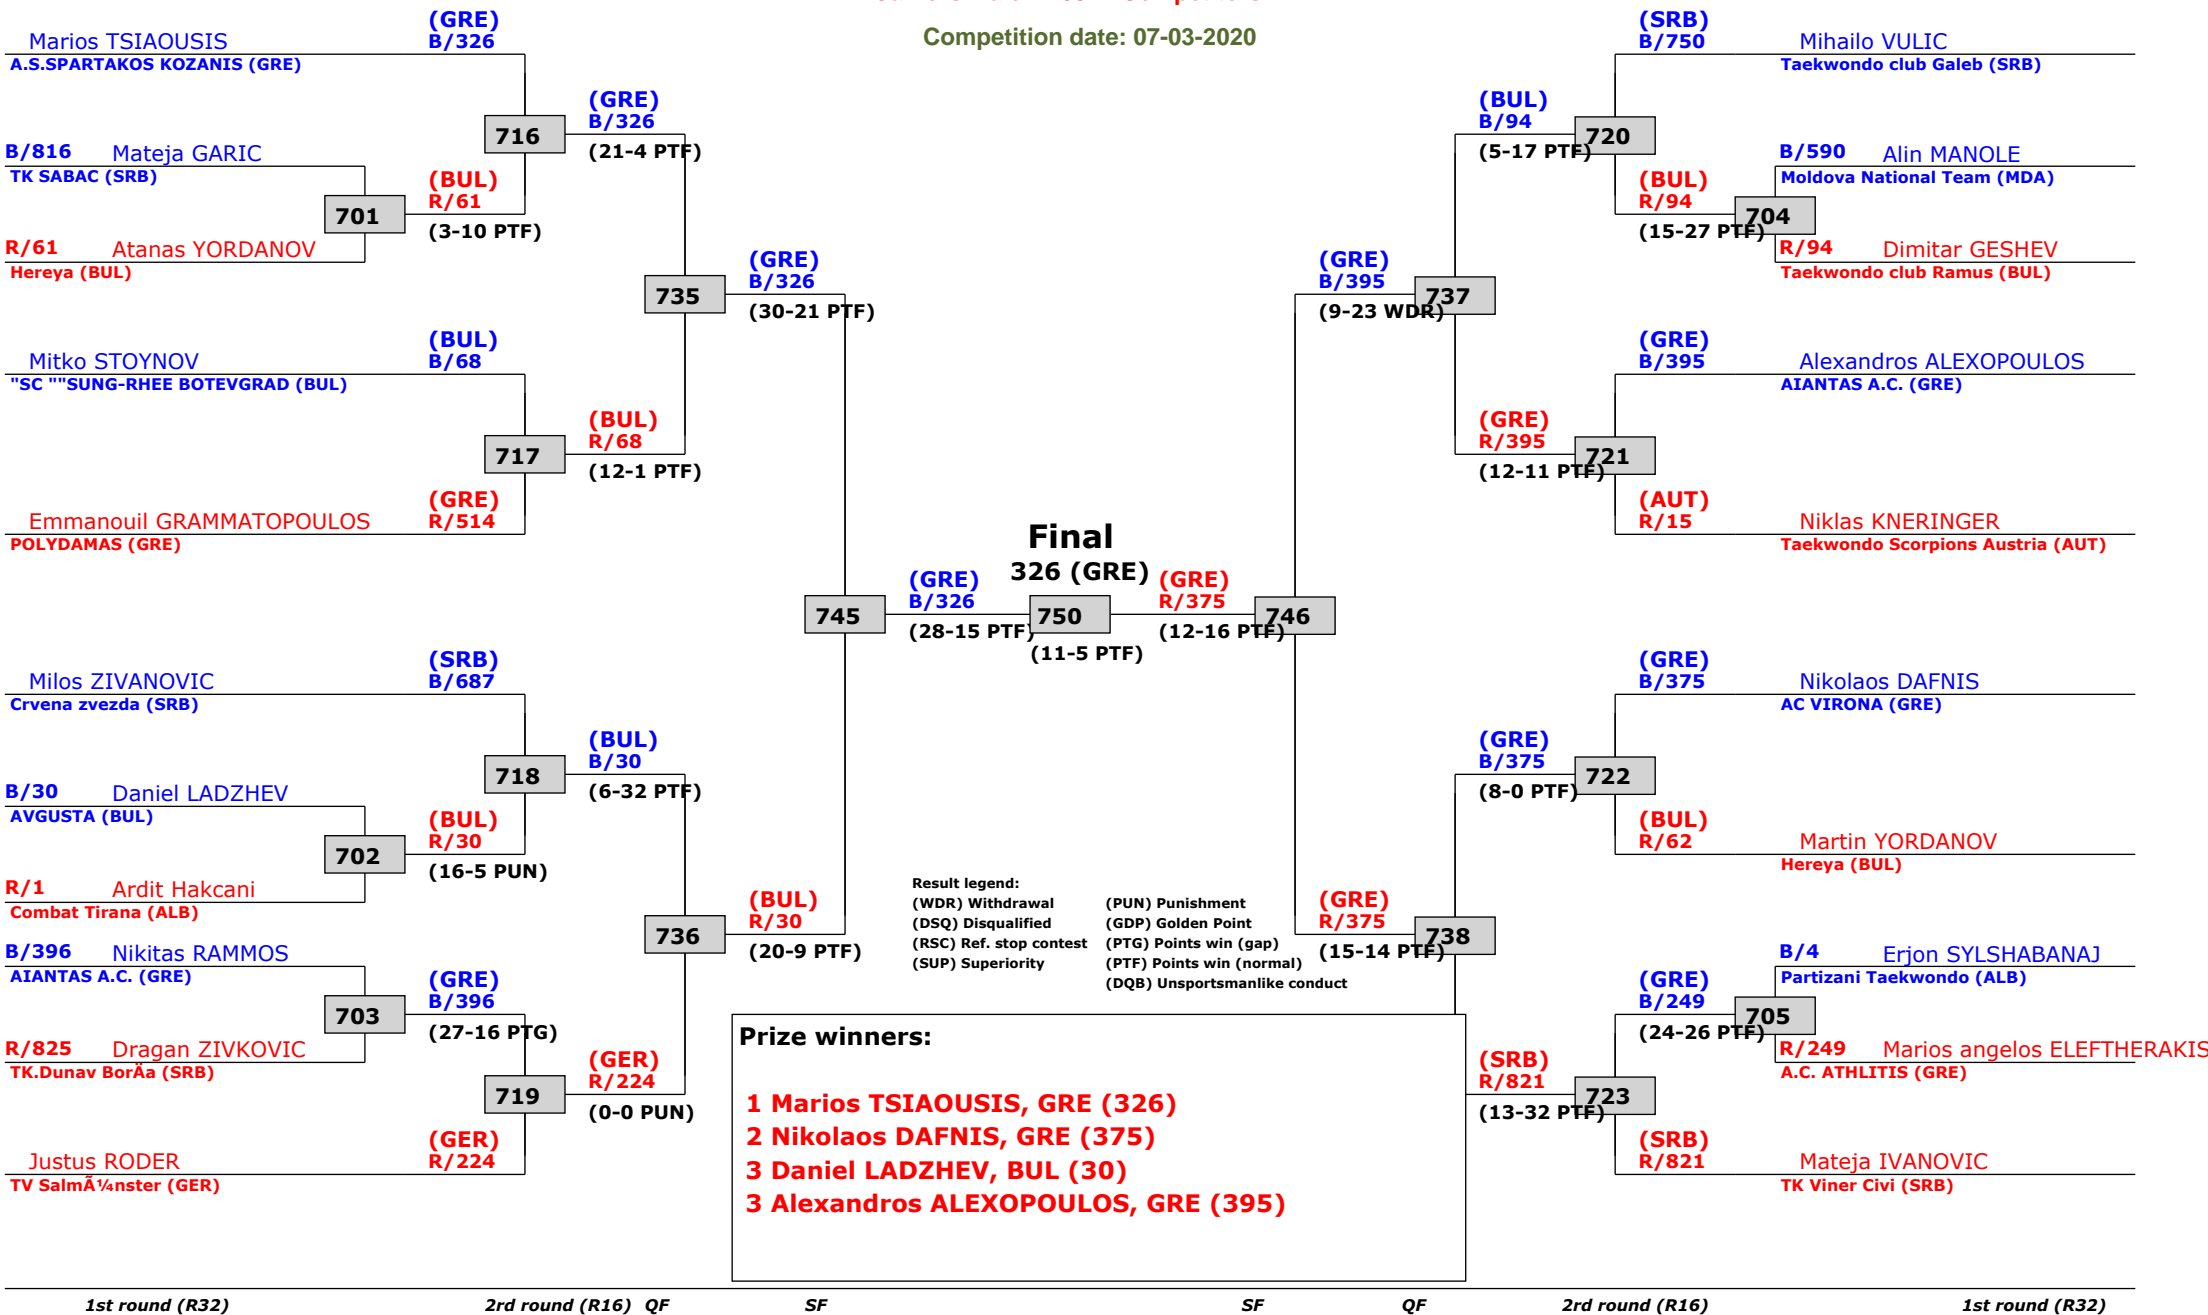 Competition date: 07-03-2020
(GRE)
Marios TSIAOUSIS B/326
A.S.SPARTAKOS KOZANIS (GRE)
(GRE)
B/326
716
(21-4 PTF)
B/816 Mateja GARIC
TK SABAC (SRB)
(BUL)
R/61
701
(3-10 PTF)
R/61 Atanas YORDANOV
Hereya (BUL)
(GRE)
B/326
735
(30-21 PTF)
(BUL)
Mitko STOYNOV B/68
"SC ""SUNG-RHEE BOTEVGRAD (BUL)
(BUL)
R/68
717
(12-1 PTF)
(GRE)
Emmanouil GRAMMATOPOULOS R/514
POLYDAMAS (GRE)
(GRE)
B/326
745
(28-15 PTF)
(SRB)
Milos ZIVANOVIC B/687
Crvena zvezda (SRB)
(BUL)
B/30
718
(6-32 PTF)
B/30 Daniel LADZHEV
AVGUSTA (BUL)
(BUL)
R/30
702
(16-5 PUN)
R/1 Ardit Hakcani
Combat Tirana (ALB)
(BUL)
R/30
736
(20-9 PTF)
B/396 Nikitas RAMMOS
AIANTAS A.C. (GRE)
(GRE)
B/396
703
(27-16 PTG)
R/825 Dragan ZIVKOVIC
TK.Dunav BorÄa (SRB)
(GER)
R/224
719
(0-0 PUN)
(GER)
Justus RODER R/224
TV SalmÃ¼nster (GER)
Final
326 (GRE)
750
(11-5 PTF)
(GRE)
R/375
746
(12-16 PTF)
(SRB)
B/750 Mihailo VULIC
Taekwondo club Galeb (SRB)
(BUL)
B/94
720
(5-17 PTF)
B/590 Alin MANOLE
Moldova National Team (MDA)
(BUL)
R/94
704
(15-27 PTF)
R/94 Dimitar GESHEV
Taekwondo club Ramus (BUL)
(GRE)
B/395
737
(9-23 WDR)
(GRE)
B/395 Alexandros ALEXOPOULOS
AIANTAS A.C. (GRE)
(GRE)
R/395
721
(12-11 PTF)
(AUT)
R/15 Niklas KNERINGER
Taekwondo Scorpions Austria (AUT)
(GRE)
B/375 Nikolaos DAFNIS
AC VIRONA (GRE)
(GRE)
B/375
722
(8-0 PTF)
(BUL)
R/62 Martin YORDANOV
Hereya (BUL)
(GRE)
R/375
738
(15-14 PTF)
B/4 Erjon SYLSHABANAJ
Partizani Taekwondo (ALB)
(GRE)
B/249
705
(24-26 PTF)
R/249 Marios angelos ELEFTHERAKIS
A.C. ATHLITIS (GRE)
(SRB)
R/821
723
(13-32 PTF)
(SRB)
R/821 Mateja IVANOVIC
TK Viner Civi (SRB)
Result legend:
(WDR) Withdrawal (PUN) Punishment
(DSQ) Disqualified (GDP) Golden Point
(RSC) Ref. stop contest (PTG) Points win (gap)
(SUP) Superiority (PTF) Points win (normal)
(DQB) Unsportsmanlike conduct
Prize winners:
1 Marios TSIAOUSIS, GRE (326)
2 Nikolaos DAFNIS, GRE (375)
3 Daniel LADZHEV, BUL (30)
3 Alexandros ALEXOPOULOS, GRE (395)
1st round (R32) 2rd round (R16) QF SF SF QF 2rd round (R16) 1st round (R32)